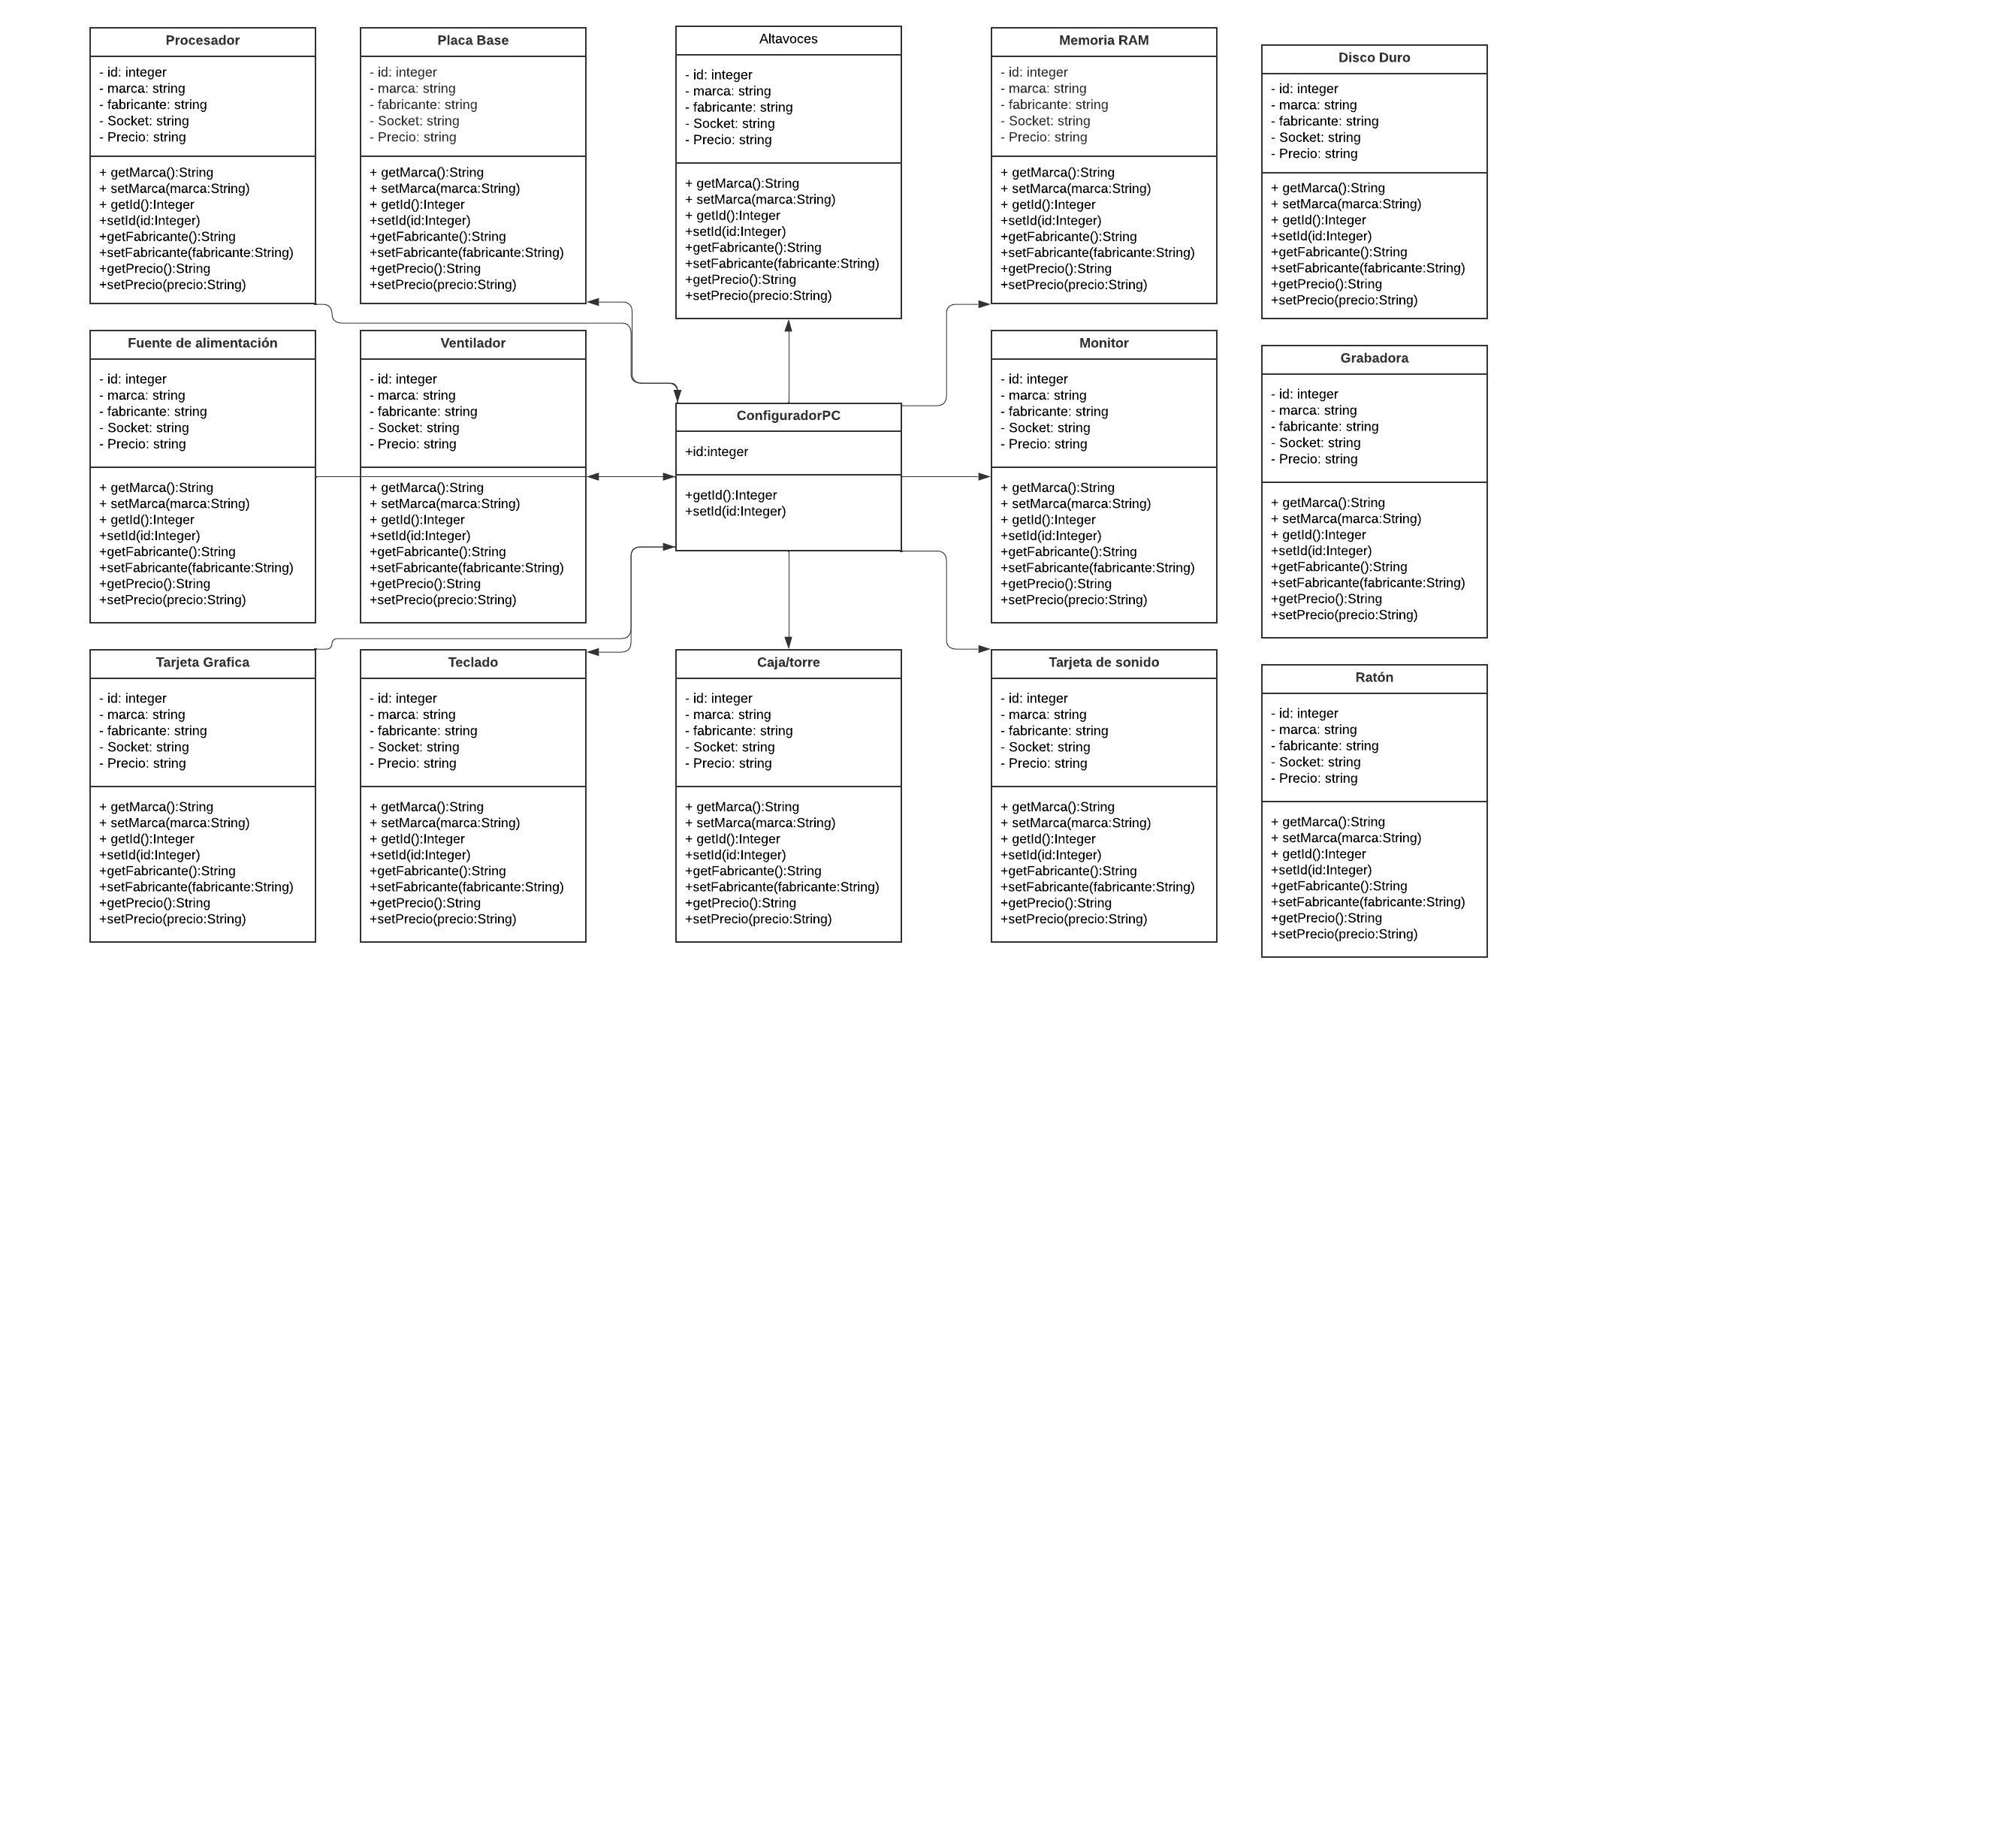 Procesador
- id: integer
- marca: string
- fabricante: string
- Socket: string
- Precio: string
+ getMarca():String
+ setMarca(marca:String)
+ getId():Integer
+setId(id:Integer)
+getFabricante():String
+setFabricante(fabricante:String)
+getPrecio():String
+setPrecio(precio:String)
Placa Base
- id: integer
- marca: string
- fabricante: string
- Socket: string
- Precio: string
+ getMarca():String
+ setMarca(marca:String)
+ getId():Integer
+setId(id:Integer)
+getFabricante():String
+setFabricante(fabricante:String)
+getPrecio():String
+setPrecio(precio:String)
Altavoces
- id: integer
- marca: string
- fabricante: string
- Socket: string
- Precio: string
+ getMarca():String
+ setMarca(marca:String)
+ getId():Integer
+setId(id:Integer)
+getFabricante():String
+setFabricante(fabricante:String)
+getPrecio():String
+setPrecio(precio:String)
Memoria RAM
- id: integer
- marca: string
- fabricante: string
- Socket: string
- Precio: string
+ getMarca():String
+ setMarca(marca:String)
+ getId():Integer
+setId(id:Integer)
+getFabricante():String
+setFabricante(fabricante:String)
+getPrecio():String
+setPrecio(precio:String)
Disco Duro
- id: integer
- marca: string
- fabricante: string
- Socket: string
- Precio: string
+ getMarca():String
+ setMarca(marca:String)
+ getId():Integer
+setId(id:Integer)
+getFabricante():String
+setFabricante(fabricante:String)
+getPrecio():String
+setPrecio(precio:String)
Fuente de alimentación
- id: integer
- marca: string
- fabricante: string
- Socket: string
- Precio: string
+ getMarca():String
+ setMarca(marca:String)
+ getId():Integer
+setId(id:Integer)
+getFabricante():String
+setFabricante(fabricante:String)
+getPrecio():String
+setPrecio(precio:String)
Ventilador
- id: integer
- marca: string
- fabricante: string
- Socket: string
- Precio: string
+ getMarca():String
+ setMarca(marca:String)
+ getId():Integer
+setId(id:Integer)
+getFabricante():String
+setFabricante(fabricante:String)
+getPrecio():String
+setPrecio(precio:String)
ConfiguradorPC
+id:integer
+getId():Integer
+setId(id:Integer)
Monitor
- id: integer
- marca: string
- fabricante: string
- Socket: string
- Precio: string
+ getMarca():String
+ setMarca(marca:String)
+ getId():Integer
+setId(id:Integer)
+getFabricante():String
+setFabricante(fabricante:String)
+getPrecio():String
+setPrecio(precio:String)
Grabadora
- id: integer
- marca: string
- fabricante: string
- Socket: string
- Precio: string
+ getMarca():String
+ setMarca(marca:String)
+ getId():Integer
+setId(id:Integer)
+getFabricante():String
+setFabricante(fabricante:String)
+getPrecio():String
+setPrecio(precio:String)
Tarjeta Grafica
- id: integer
- marca: string
- fabricante: string
- Socket: string
- Precio: string
+ getMarca():String
+ setMarca(marca:String)
+ getId():Integer
+setId(id:Integer)
+getFabricante():String
+setFabricante(fabricante:String)
+getPrecio():String
+setPrecio(precio:String)
Teclado
- id: integer
- marca: string
- fabricante: string
- Socket: string
- Precio: string
+ getMarca():String
+ setMarca(marca:String)
+ getId():Integer
+setId(id:Integer)
+getFabricante():String
+setFabricante(fabricante:String)
+getPrecio():String
+setPrecio(precio:String)
Caja/torre
- id: integer
- marca: string
- fabricante: string
- Socket: string
- Precio: string
+ getMarca():String
+ setMarca(marca:String)
+ getId():Integer
+setId(id:Integer)
+getFabricante():String
+setFabricante(fabricante:String)
+getPrecio():String
+setPrecio(precio:String)
Tarjeta de sonido
- id: integer
- marca: string
- fabricante: string
- Socket: string
- Precio: string
+ getMarca():String
+ setMarca(marca:String)
+ getId():Integer
+setId(id:Integer)
+getFabricante():String
+setFabricante(fabricante:String)
+getPrecio():String
+setPrecio(precio:String)
Ratón
- id: integer
- marca: string
- fabricante: string
- Socket: string
- Precio: string
+ getMarca():String
+ setMarca(marca:String)
+ getId():Integer
+setId(id:Integer)
+getFabricante():String
+setFabricante(fabricante:String)
+getPrecio():String
+setPrecio(precio:String)